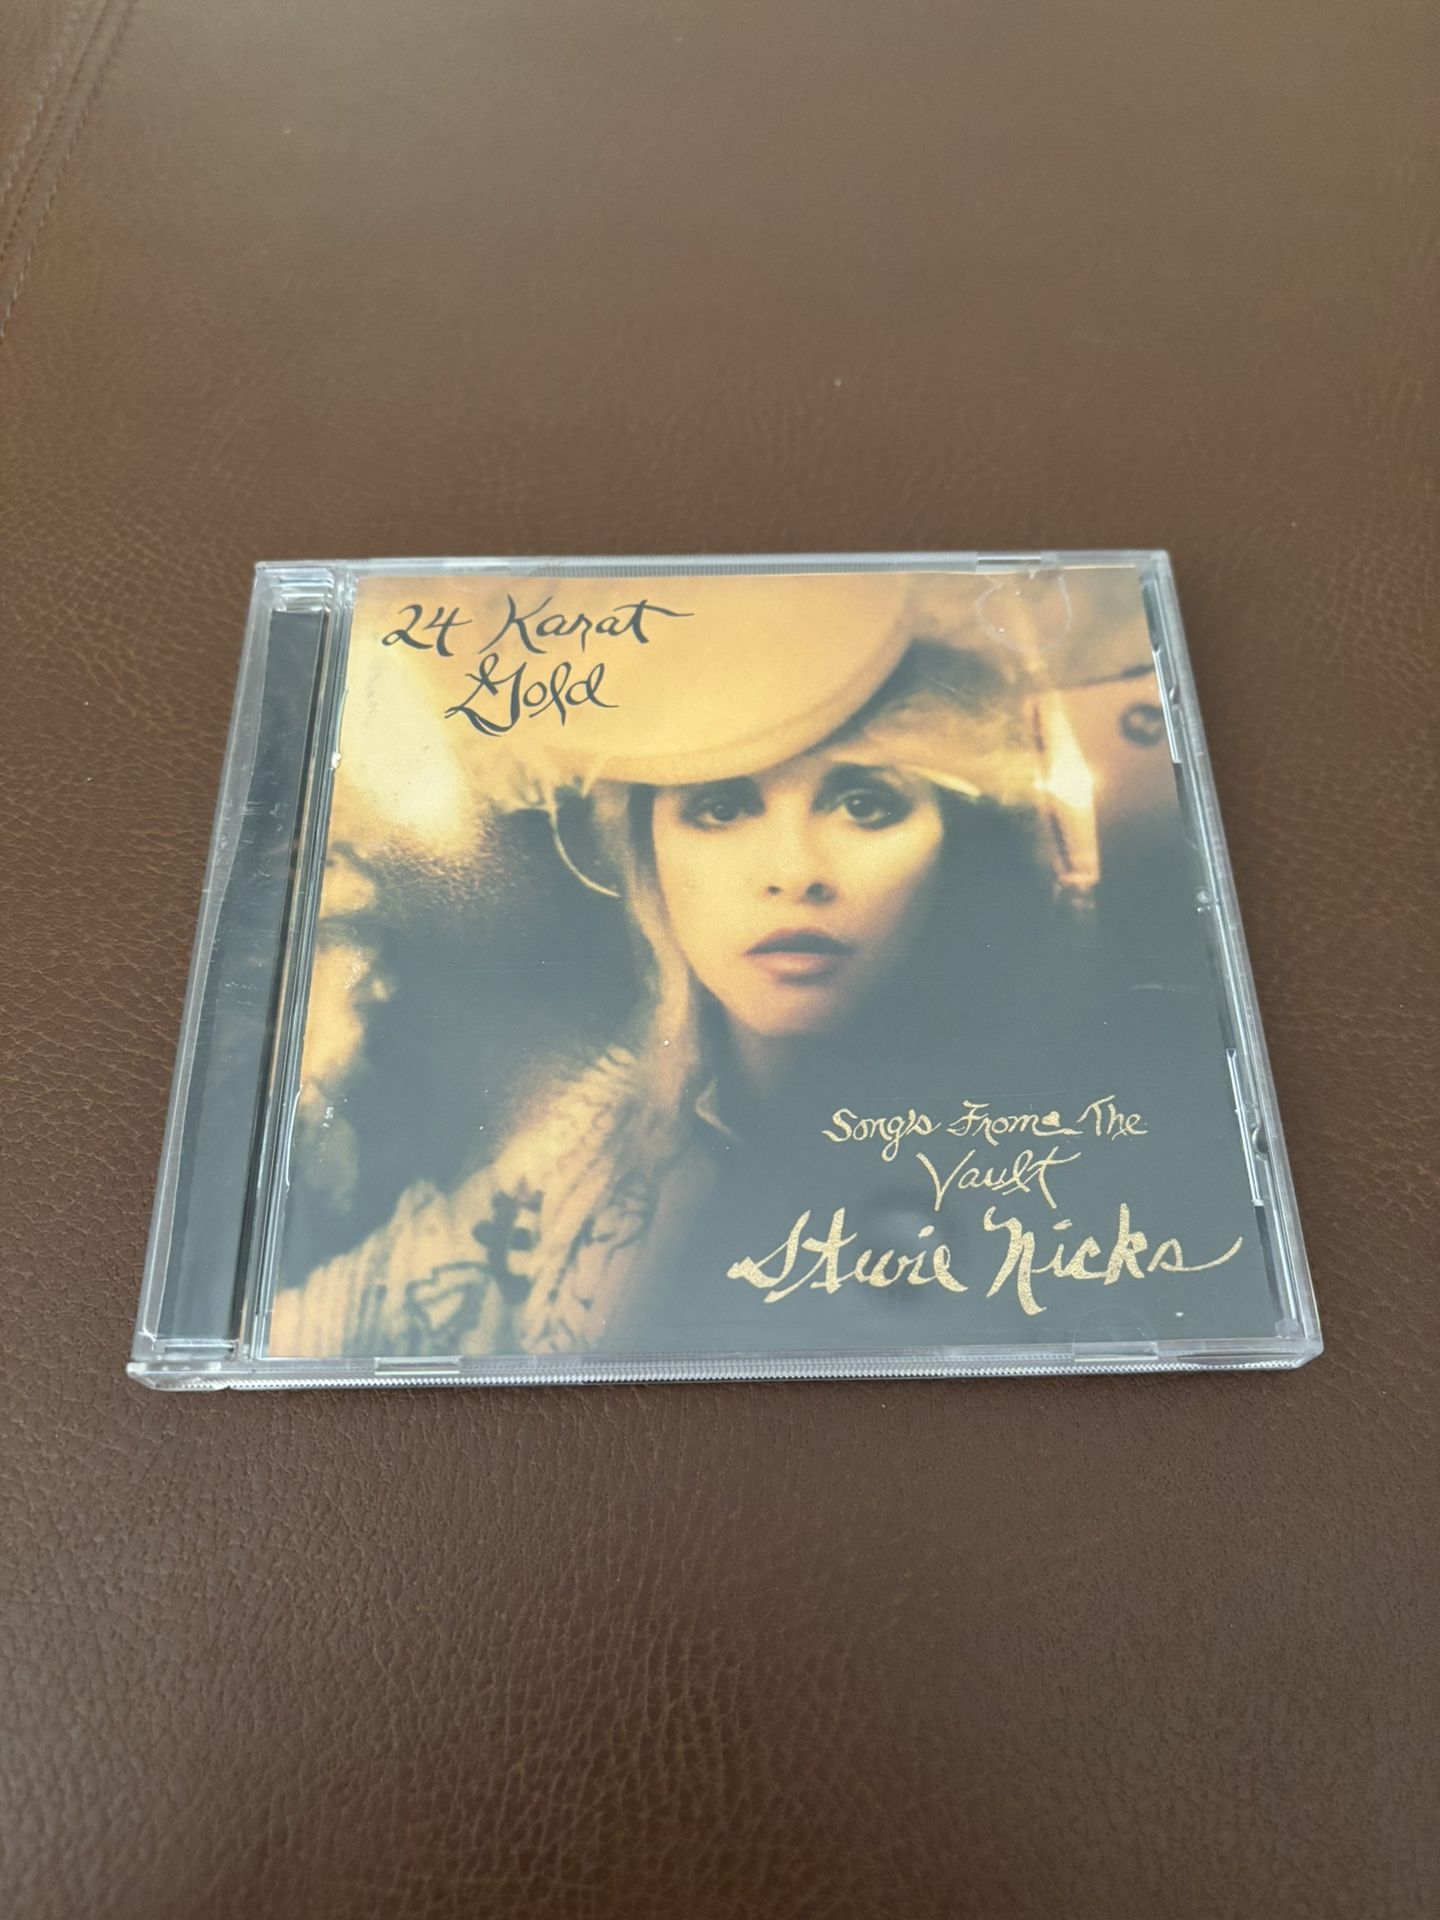 24 Karat
Gold
Songs From The
Vault
Stevie Nicks